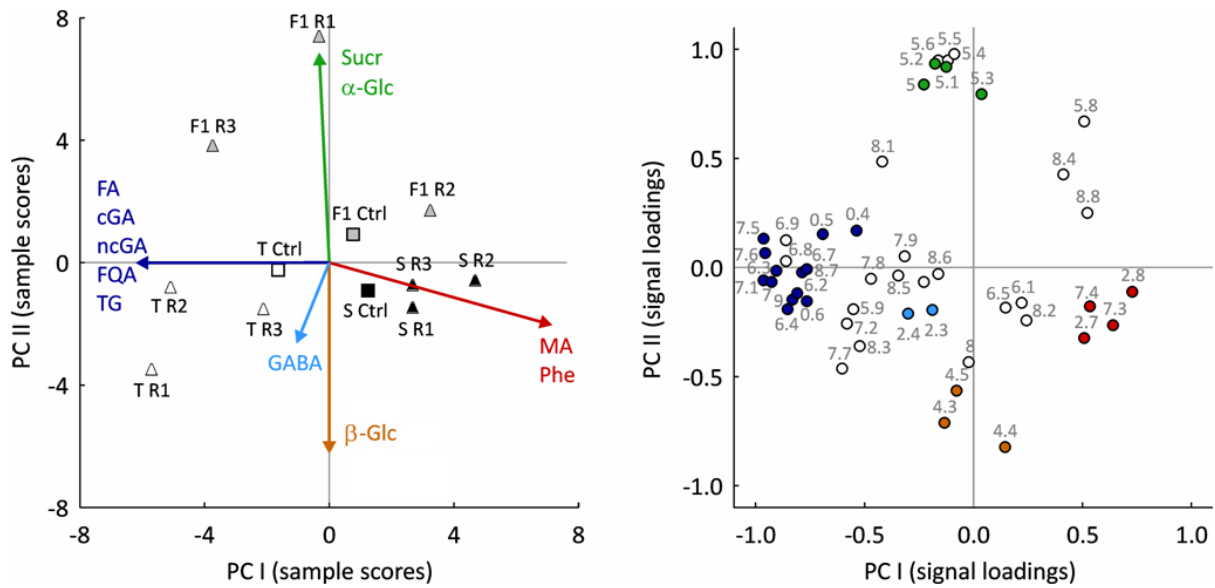 8
4
0
-4
-8
PC II (sample scores)
F1 R1
Sucr
α-Glc
F1 R3
F1 R2
FA
cGA
ncGA
FQA
TG
F1 Ctrl
T Ctrl
S R3
S R2
T R2
T R3
S Ctrl
S R1
GABA
MA
Phe
T R1
β-Glc
-8
-4
0
4
8
PC I (sample scores)
1.0
0.5
0.0
-0.5
-1.0
PC II (signal loadings)
5.6
5.5
5.2
5.4
5
5.1
5.3
5.8
8.1
8.4
8.8
7.5
6.9
0.5
0.4
7.6
6.8
6.7
7.9
6.3
8.7
7.8
8.6
7.1
9
6.2
8.5
6.4
0.6
5.9
2.4
2.3
6.5
6.1
8.2
7.4
2.8
7.3
2.7
7.2
7.7
8.3
8
4.5
4.3
4.4
-1.0
-0.5
0.0
0.5
1.0
PC I (signal loadings)